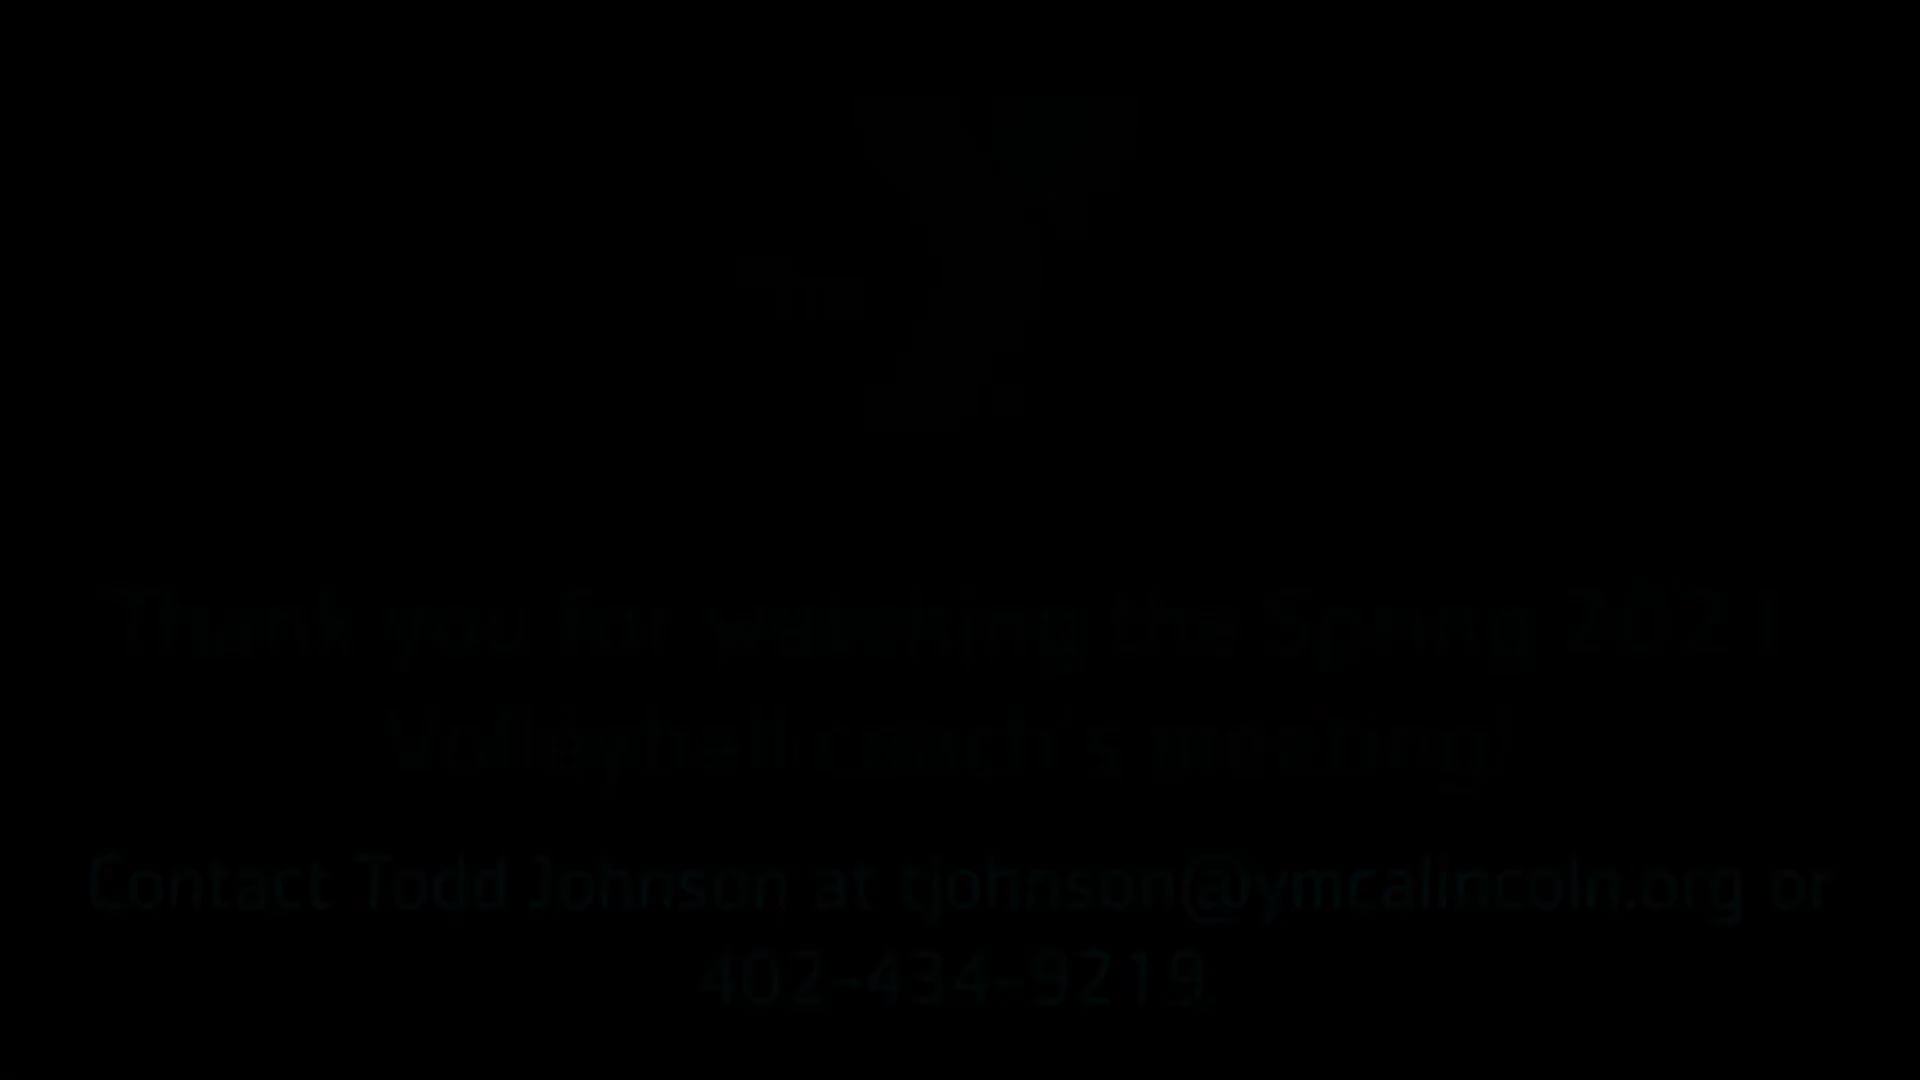 the
Thank you for watching the Spring 2021
Volleyball coach's meeting
Contact Todd Johnson at tjohnson@ymcalincoln.org or
402-434-9219.